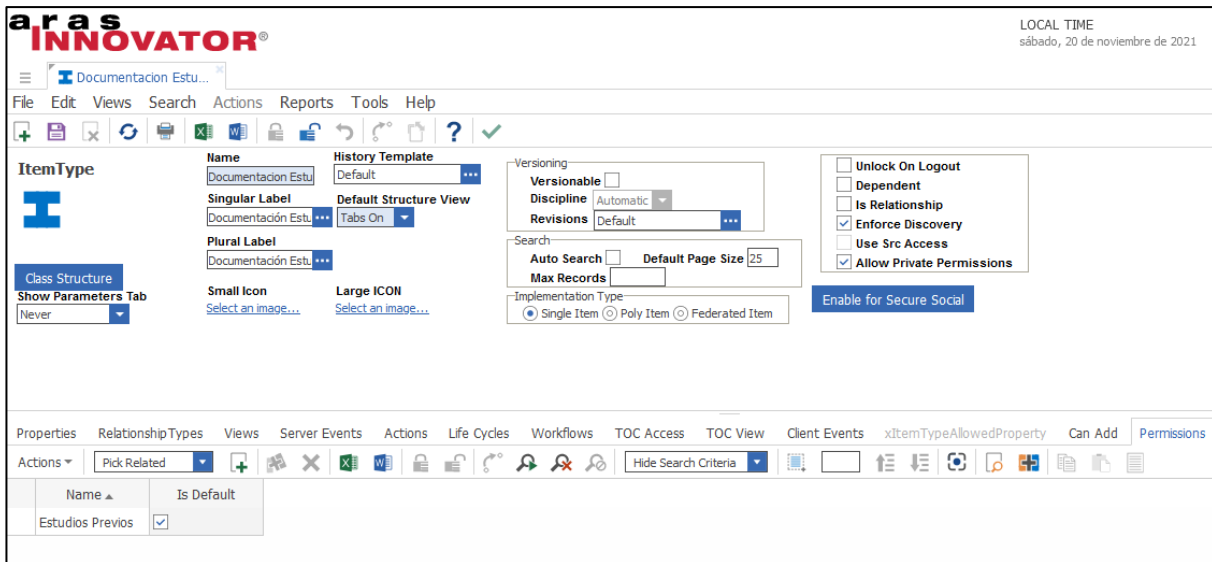 aras
INNOVATOR®
LOCAL TIME
sábado, 20 de noviembre de 2021
Documentacion Estu...
File Edit Views Search Actions Reports Tools Help
ItemType
Name
Documentacion Estu
History Template
Default
Singular Label
Documentación Estu
Default Structure View
Tabs On
Plural Label
Documentación Estu
Class Structure
Show Parameters Tab
Never
Small Icon
Select an image...
Large ICON
Select an image...
Versioning
Versionable
Discipline Automatic
Revisions Default
Search
Auto Search Default Page Size 25
Max Records
Implementation Type
Single Item Poly Item Federated Item
Unlock On Logout
Dependent
Is Relationship
Enforce Discovery
Use Src Access
Allow Private Permissions
Enable for Secure Social
Properties RelationshipTypes Views Server Events Actions Life Cycles Workflows TOC Access TOC View Client Events xItemTypeAllowedProperty Can Add Permissions
Actions Pick Related Hide Search Criteria
Name Is Default
Estudios Previos